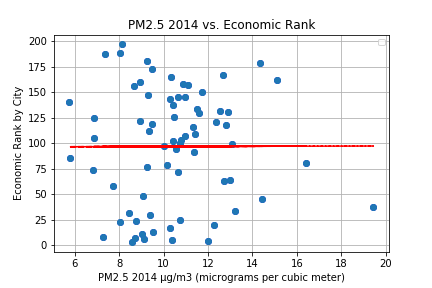 PM2.5 2014 vs. Economic Rank
Economic Rank by City
200
175
150
125
100
75
50
25
0
6 8 10 12 14 16 18 20
PM2.5 2014 µg/m3 (micrograms per cubic meter)